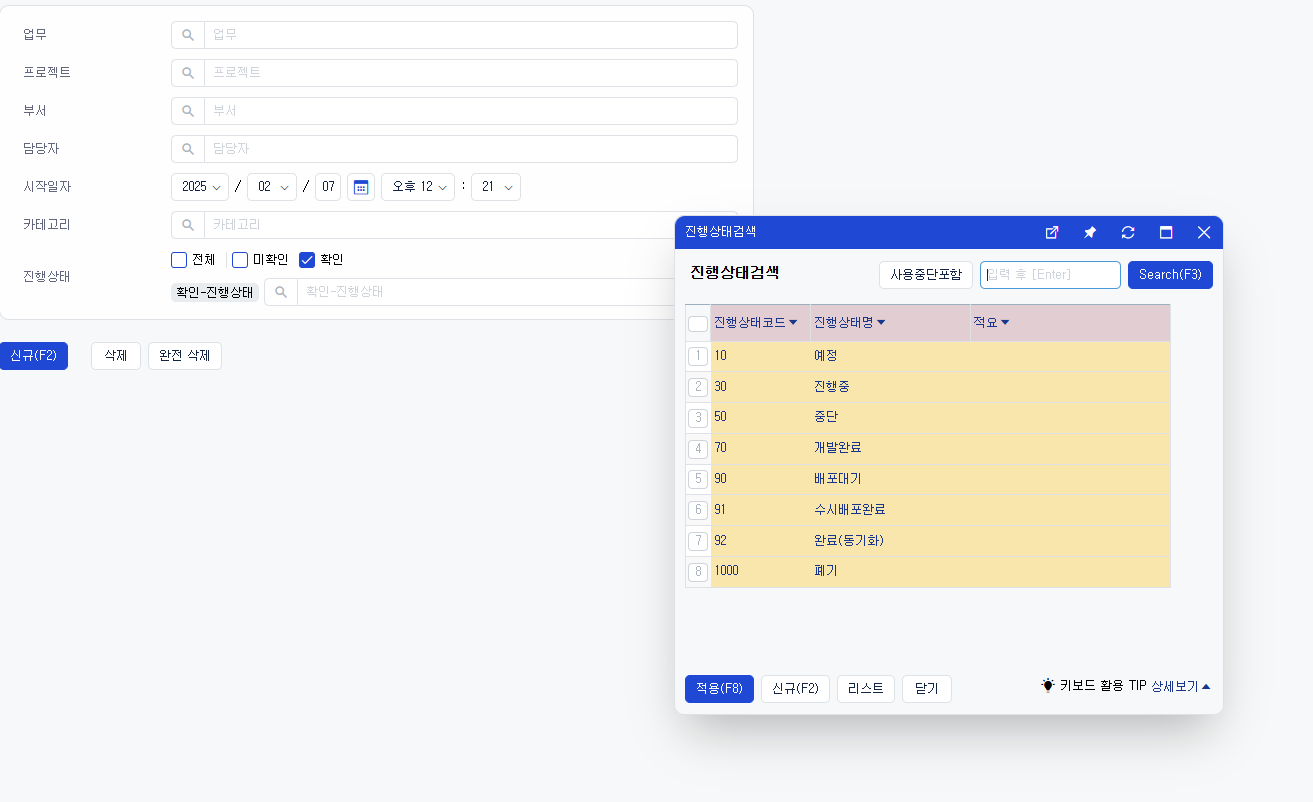 업무 업무
프로젝트 프로젝트
부서 부서
담당자 담당자
시작일자 2025 / 02 / 07 오후 12 : 21
카테고리 카테고리
진행상태 전체 미확인 확인
확인-진행상태 확인-진행상태
신규(F2) 삭제 완전 삭제
진행상태검색
진행상태검색 사용중단포함 입력 후 [Enter] Search(F3)
진행상태코드 진행상태명 적요
1 10 예정
2 30 진행중
3 50 중단
4 70 개발완료
5 90 배포대기
6 91 수시배포완료
7 92 완료(동기화)
8 1000 폐기
적용(F8) 신규(F2) 리스트 닫기 키보드 활용 TIP 상세보기